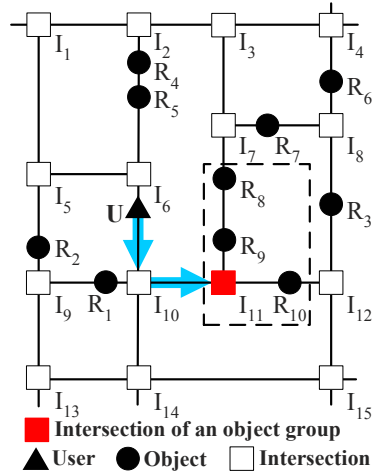 I1 I2 I3 I4
R4
R5
R6
R7
I7 I8
I5 I6
R8
U
R3
R2
R9
R1
R10
I9 I10 I11 I12
I13 I14 I15
Intersection of an object group
User Object Intersection